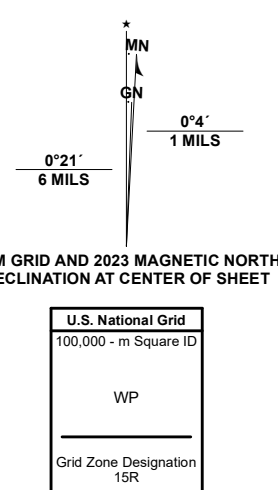 ★
MN
GN
0°4´
1 MILS
0°21´
6 MILS
M GRID AND 2023 MAGNETIC NORTH
ECLINATION AT CENTER OF SHEET
U.S. National Grid
100,000 - m Square ID
WP
Grid Zone Designation
15R